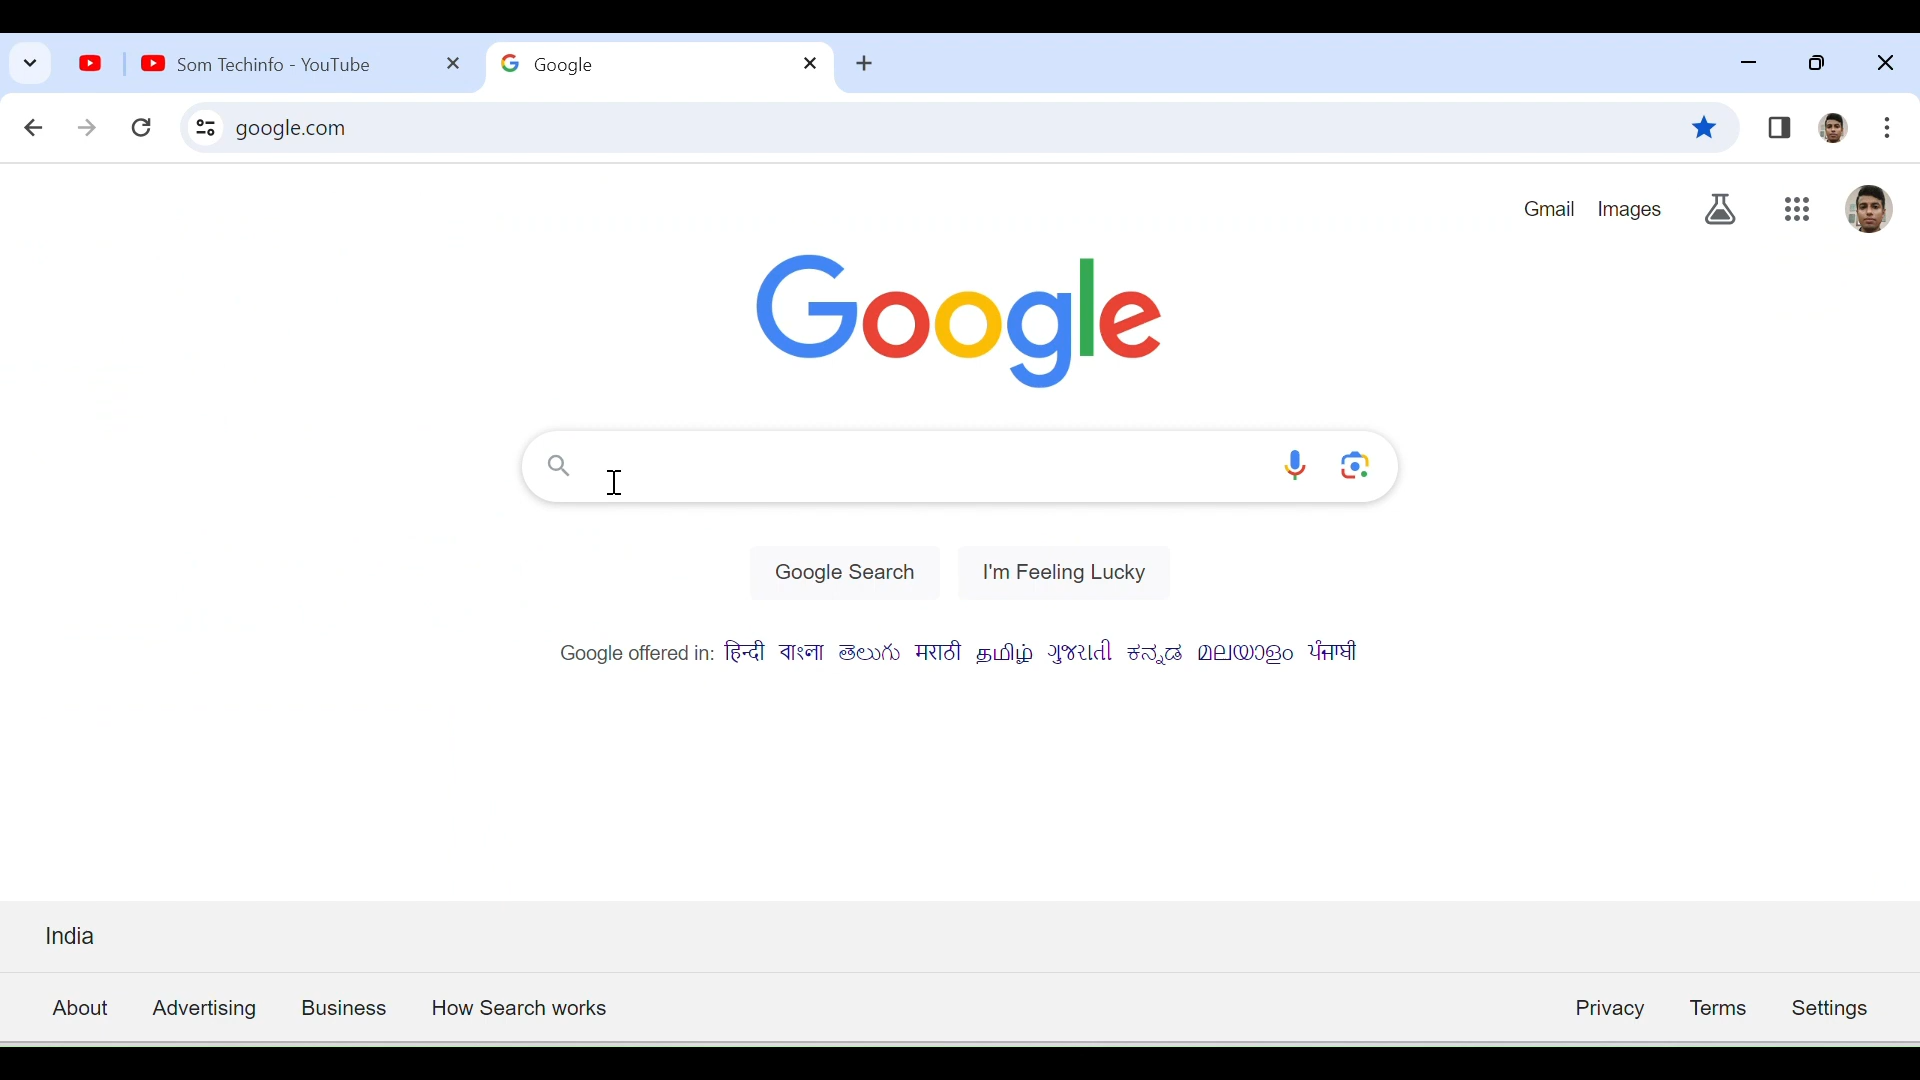 Som Techinfo - YouTube Google
google.com
Gmail Images
Google
Google Search I'm Feeling Lucky
Google offered in: हिन्दी বাংলা తెలుగు मराठी தமிழ் ગુજરાતી ಕನ್ನಡ മലയാളം ਪੰਜਾਬੀ
India
About Advertising Business How Search works Privacy Terms Settings